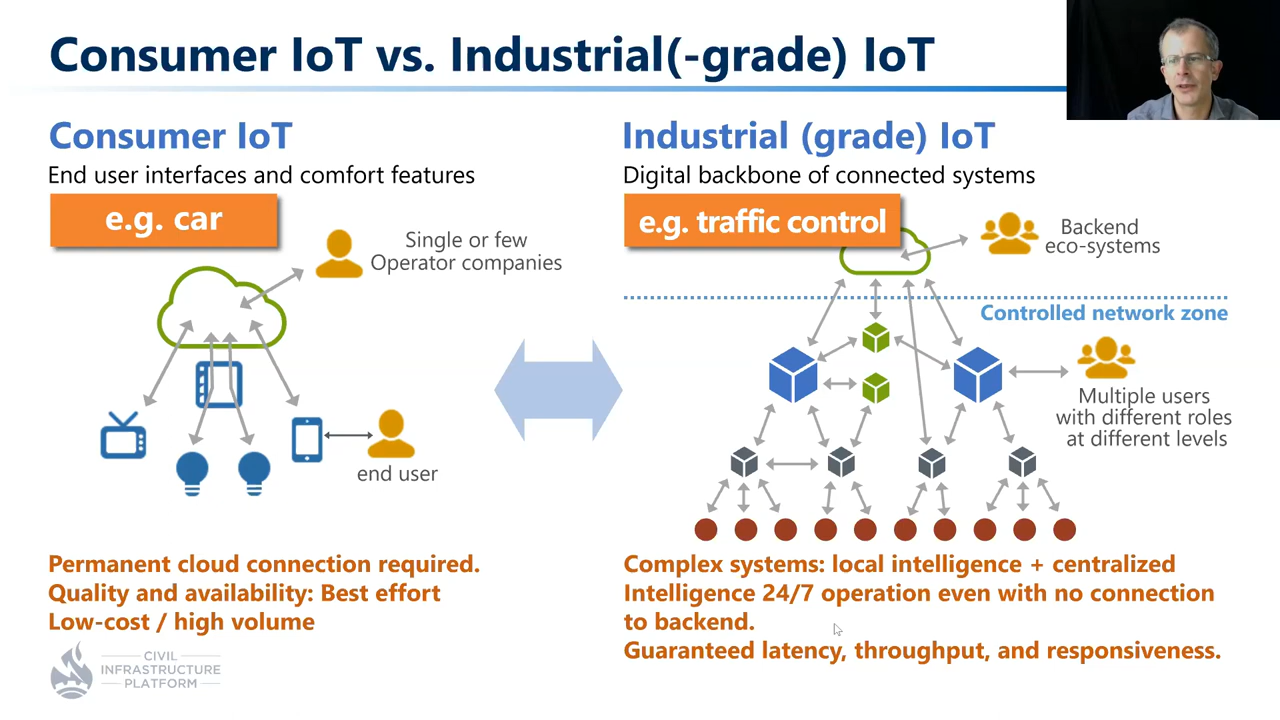 Consumer IoT vs. Industrial(-grade) IoT
Consumer IoT
End user interfaces and comfort features
e.g. car
Single or few
Operator companies
end user
Permanent cloud connection required.
Quality and availability: Best effort
Low-cost / high volume
Industrial (grade) IoT
Digital backbone of connected systems
e.g. traffic control
Backend
eco-systems
Controlled network zone
Multiple users
with different roles
at different levels
Complex systems: local intelligence + centralized
Intelligence 24/7 operation even with no connection
to backend.
Guaranteed latency, throughput, and responsiveness.
CIVIL
INFRASTRUCTURE
PLATFORM